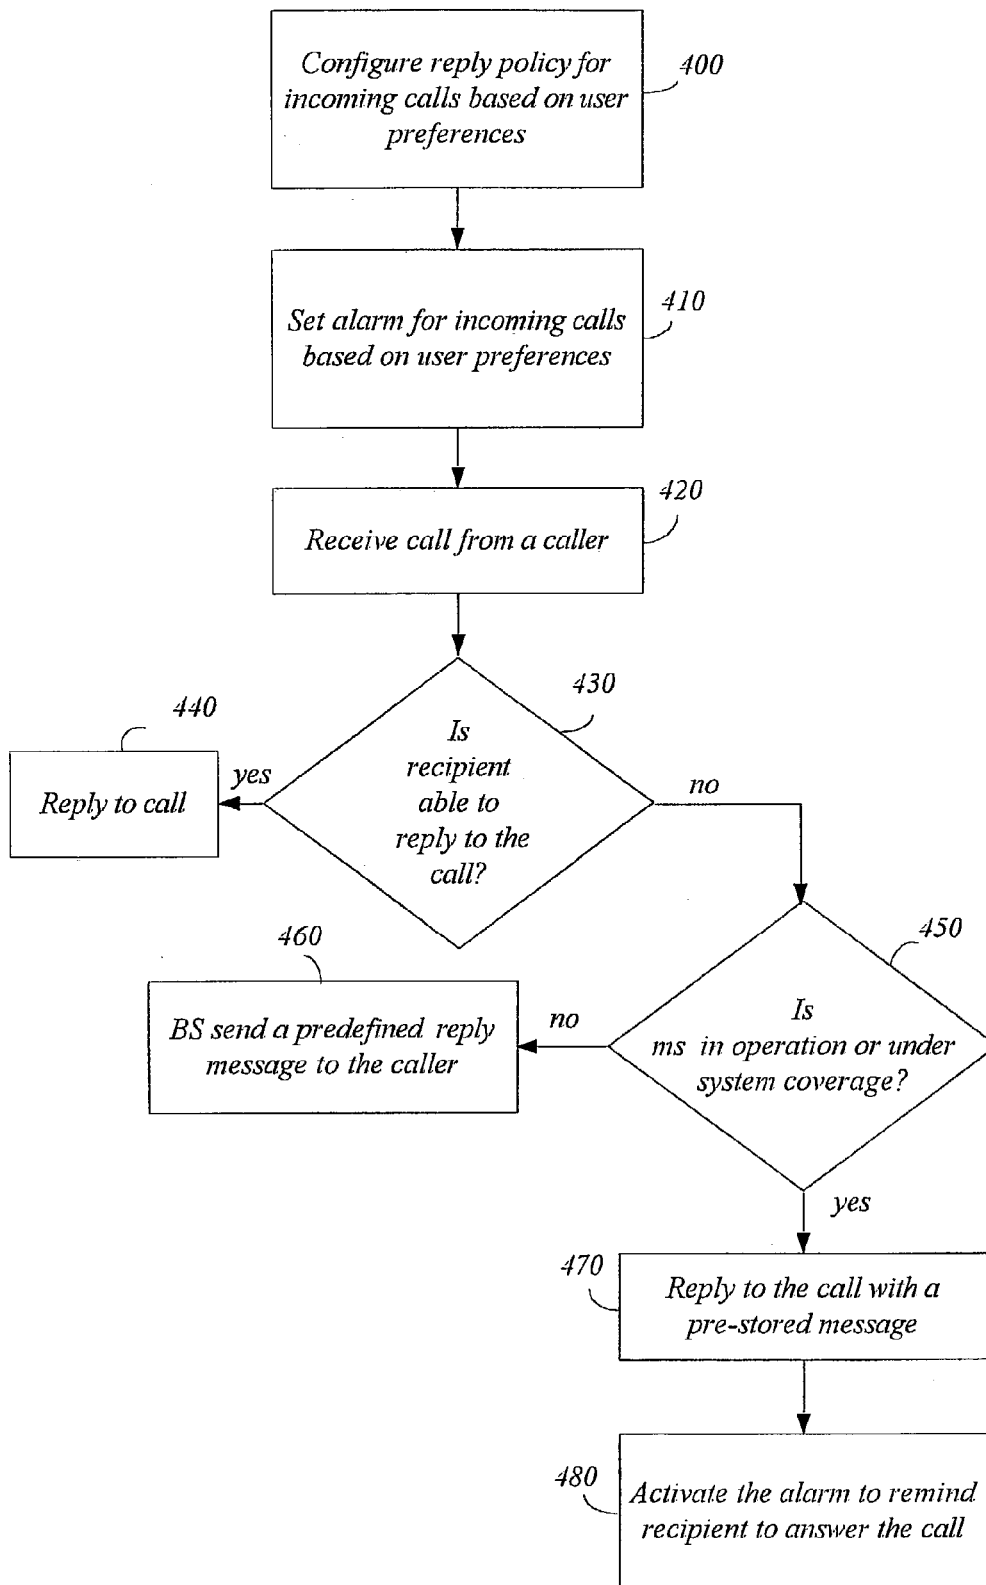 Configure reply policy for
incoming calls based on user
preferences
400
Set alarm for incoming calls
based on user preferences
410
Receive call from a caller
420
Is
recipient
able to
reply to the
call?
430
yes
no
440
Reply to call
Is
ms in operation or under
system coverage?
450
no
yes
460
BS send a predefined reply
message to the caller
470
Reply to the call with a
pre-stored message
480
Activate the alarm to remind
recipient to answer the call